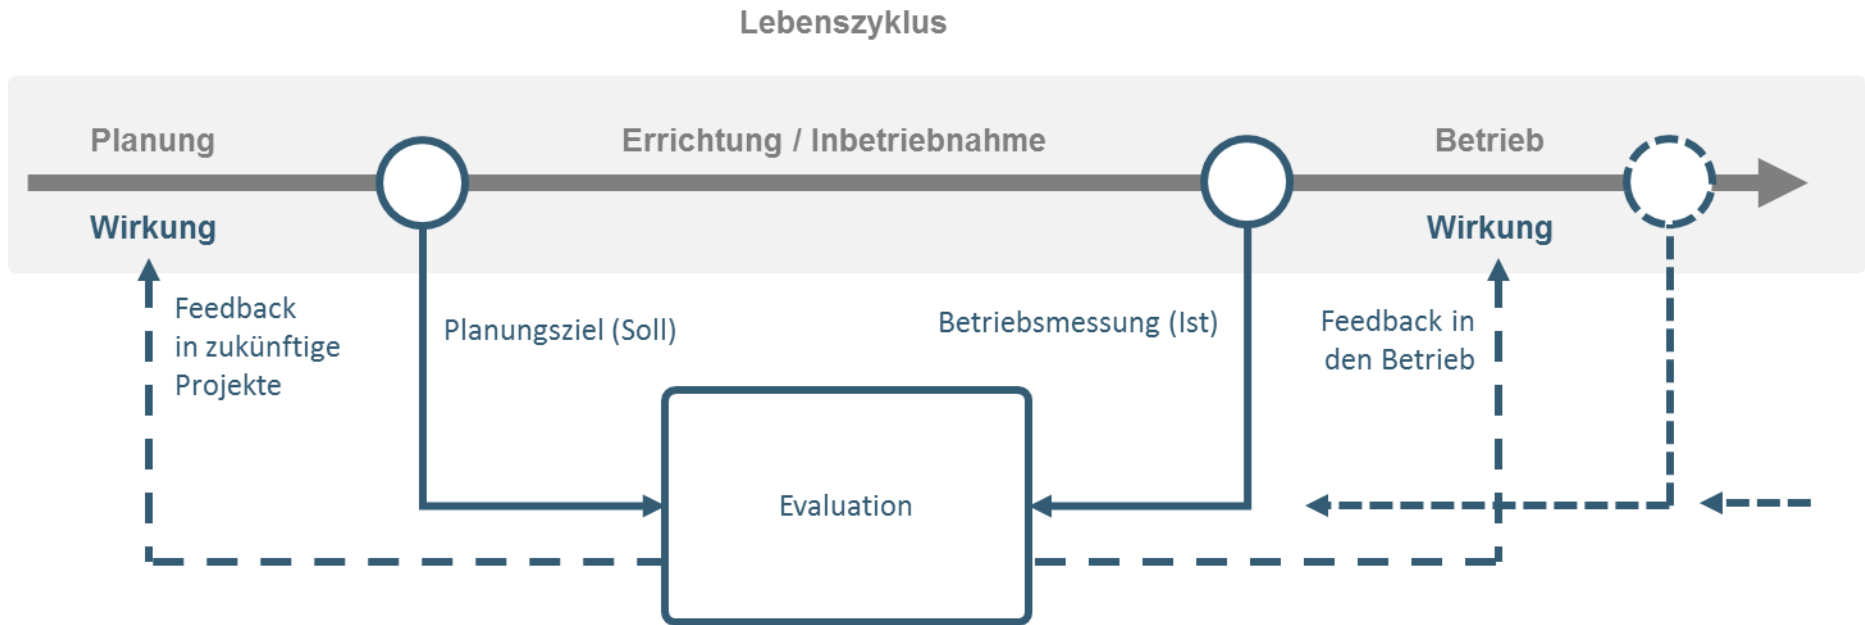 Lebenszyklus
Planung
Errichtung / Inbetriebnahme
Betrieb
Wirkung
Wirkung
Feedback
in zukünftige
Projekte
Planungsziel (Soll)
Betriebsmessung (Ist)
Feedback in
den Betrieb
Evaluation